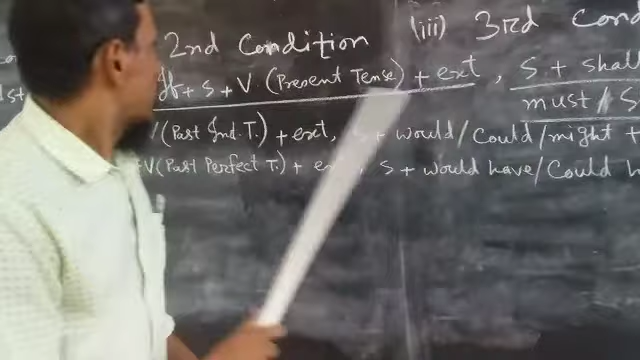 2nd Condition (iii) 3rd Cond
If + S + V (Present Tense) + ext, S + shall
must / S
V (Past Ind. T.) + ext, + would/Could/might +
+V (Past Perfect T.) + S + would have/Could h